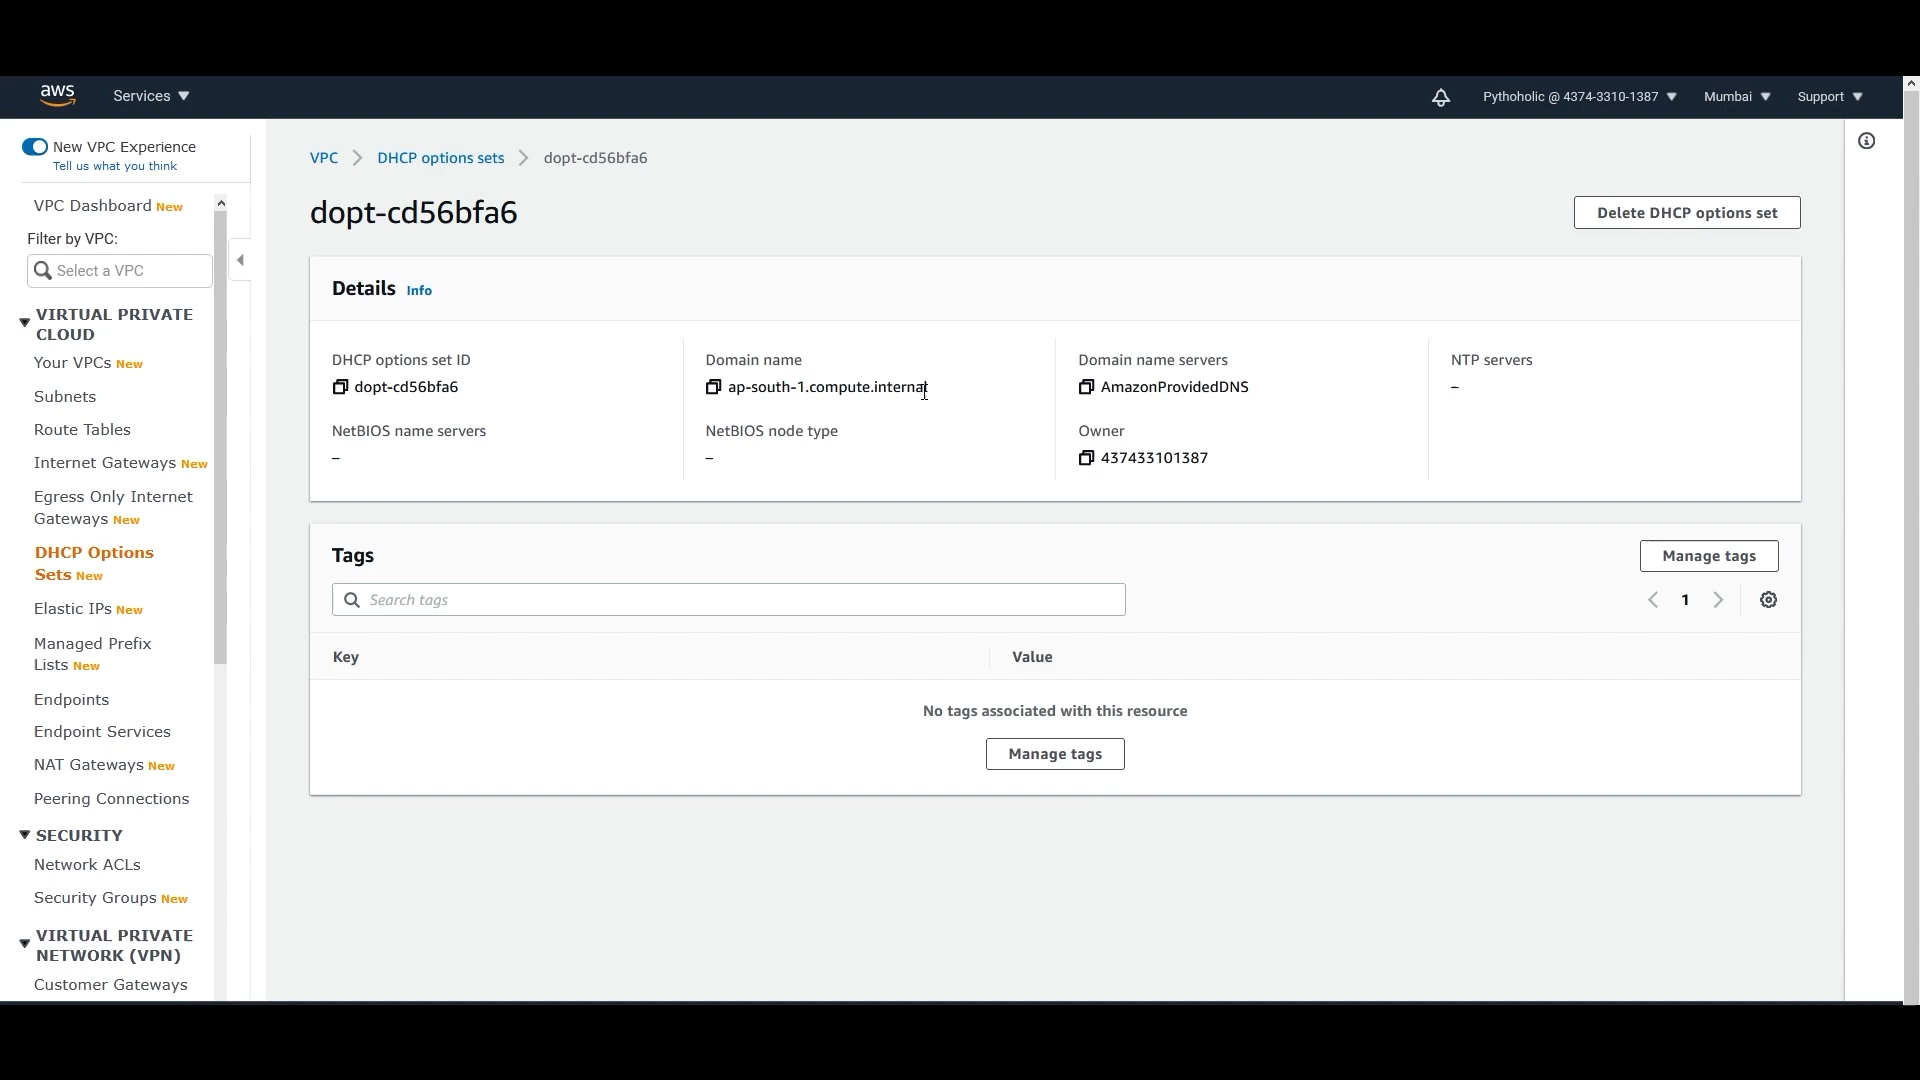 aws
Services
Pythoholic @ 4374-3310-1387
Mumbai
Support
New VPC Experience
Tell us what you think
VPC Dashboard New
Filter by VPC:
Select a VPC
VIRTUAL PRIVATE
CLOUD
Your VPCs New
Subnets
Route Tables
Internet Gateways New
Egress Only Internet
Gateways New
DHCP Options
Sets New
Elastic IPs New
Managed Prefix
Lists New
Endpoints
Endpoint Services
NAT Gateways New
Peering Connections
SECURITY
Network ACLs
Security Groups New
VIRTUAL PRIVATE
NETWORK (VPN)
Customer Gateways
VPC DHCP options sets dopt-cd56bfa6
dopt-cd56bfa6
Delete DHCP options set
Details Info
DHCP options set ID
dopt-cd56bfa6
Domain name
ap-south-1.compute.internal
Domain name servers
AmazonProvidedDNS
NTP servers
–
NetBIOS name servers
–
NetBIOS node type
–
Owner
437433101387
Tags
Manage tags
Search tags
1
Key
Value
No tags associated with this resource
Manage tags